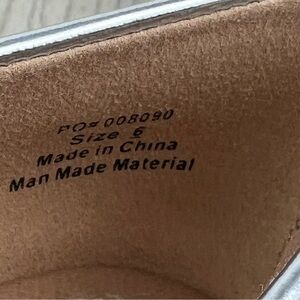 PO# 008090
Size 6
Made in China
Man Made Material